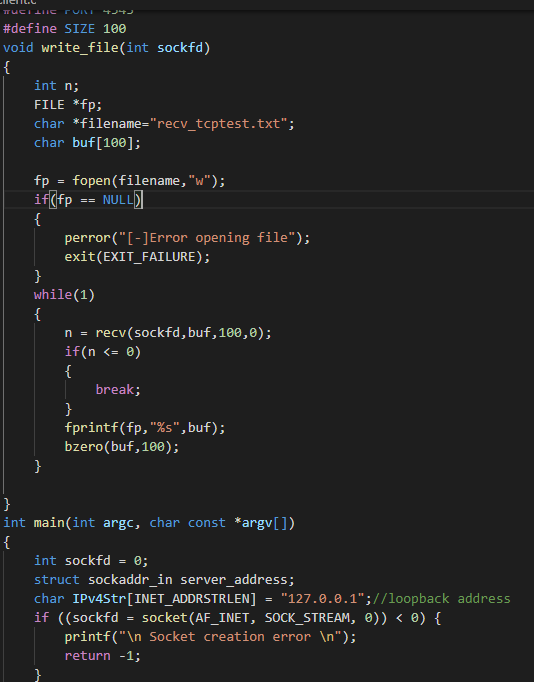 client.c
#define PORT 4545
#define SIZE 100
void write_file(int sockfd)
{
    int n;
    FILE *fp;
    char *filename="recv_tcptest.txt";
    char buf[100];

    fp = fopen(filename,"w");
    if(fp == NULL)
    {
        perror("[-]Error opening file");
        exit(EXIT_FAILURE);
    }
    while(1)
    {
        n = recv(sockfd,buf,100,0);
        if(n <= 0)
        {
            break;
        }
        fprintf(fp,"%s",buf);
        bzero(buf,100);
    }

}
int main(int argc, char const *argv[])
{
    int sockfd = 0;
    struct sockaddr_in server_address;
    char IPv4Str[INET_ADDRSTRLEN] = "127.0.0.1";//loopback address
    if ((sockfd = socket(AF_INET, SOCK_STREAM, 0)) < 0) {
        printf("\n Socket creation error \n");
        return -1;
    }